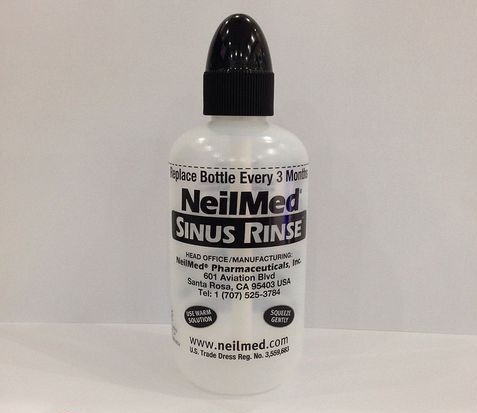 Replace Bottle Every 3 Months
NeilMed®
SINUS RINSE
HEAD OFFICE/MANUFACTURING:
NeilMed® Pharmaceuticals, Inc.
601 Aviation Blvd
Santa Rosa, CA 95403 USA
Tel: 1 (707) 525-3784
USE WARM SOLUTION
SQUEEZE GENTLY
www.neilmed.com
U.S. Trade Dress Reg. No. 3,559,683